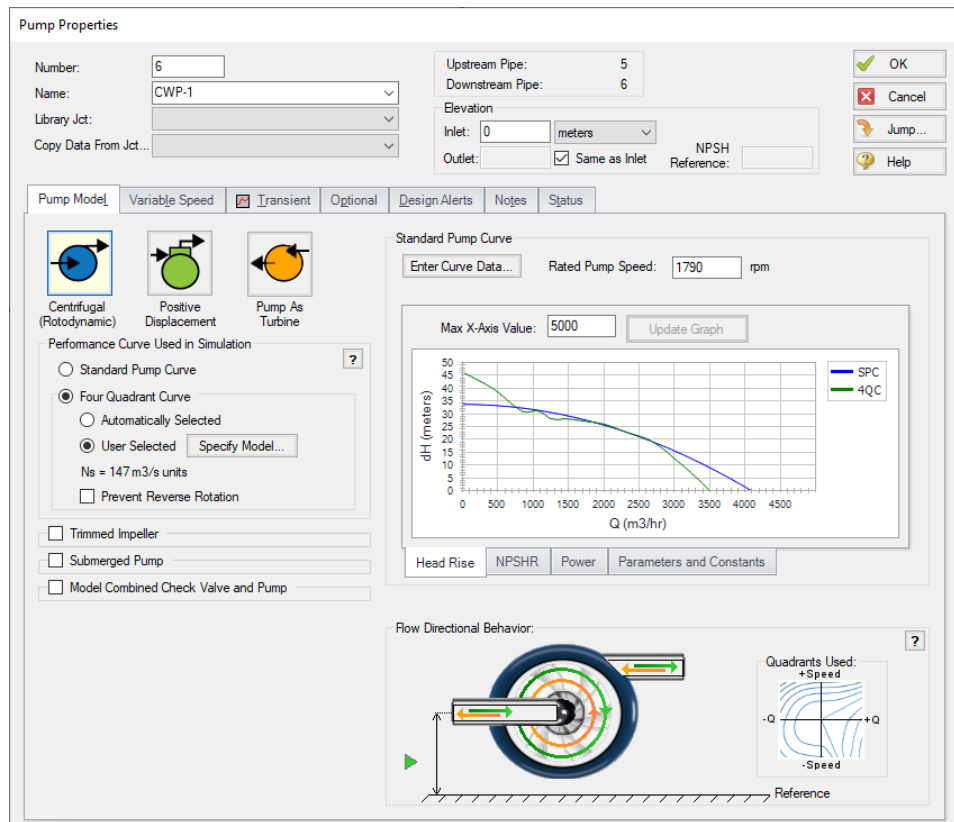 Pump Properties
Number: 6
Name: CWP-1
Library Jct:
Copy Data From Jct...
Upstream Pipe: 5
Downstream Pipe: 6
Elevation
Inlet: 0 meters
Outlet: Same as Inlet NPSH Reference:
OK
Cancel
Jump...
Help
Pump Model Variable Speed Transient Optional Design Alerts Notes Status
Centrifugal
(Rotodynamic)
Positive
Displacement
Pump As
Turbine
Performance Curve Used in Simulation
?
Standard Pump Curve
Four Quadrant Curve
Automatically Selected
User Selected Specify Model...
Ns = 147 m3/s units
Prevent Reverse Rotation
Trimmed Impeller
Submerged Pump
Model Combined Check Valve and Pump
Standard Pump Curve
Enter Curve Data... Rated Pump Speed: 1790 rpm
Max X-Axis Value: 5000 Update Graph
dH (meters)
50
45
40
35
30
25
20
15
10
5
0
0 500 1000 1500 2000 2500 3000 3500 4000 4500
Q (m3/hr)
SPC
4QC
Head Rise NPSHR Power Parameters and Constants
Flow Directional Behavior:
?
Quadrants Used:
+Speed
-Q +Q
-Speed
Reference